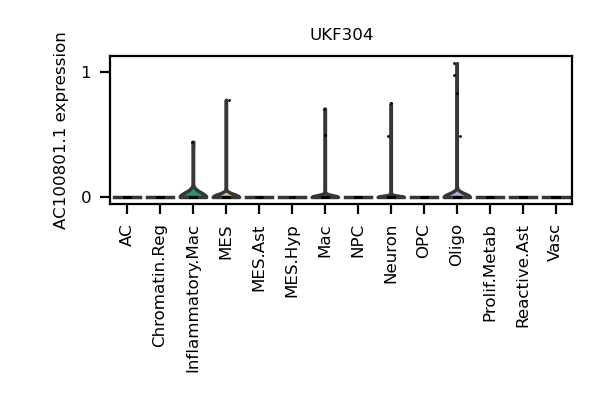 UKF304
AC100801.1 expression
1
0
AC
Chromatin.Reg
Inflammatory.Mac
MES
MES.Ast
MES.Hyp
Mac
NPC
Neuron
OPC
Oligo
Prolif.Metab
Reactive.Ast
Vasc